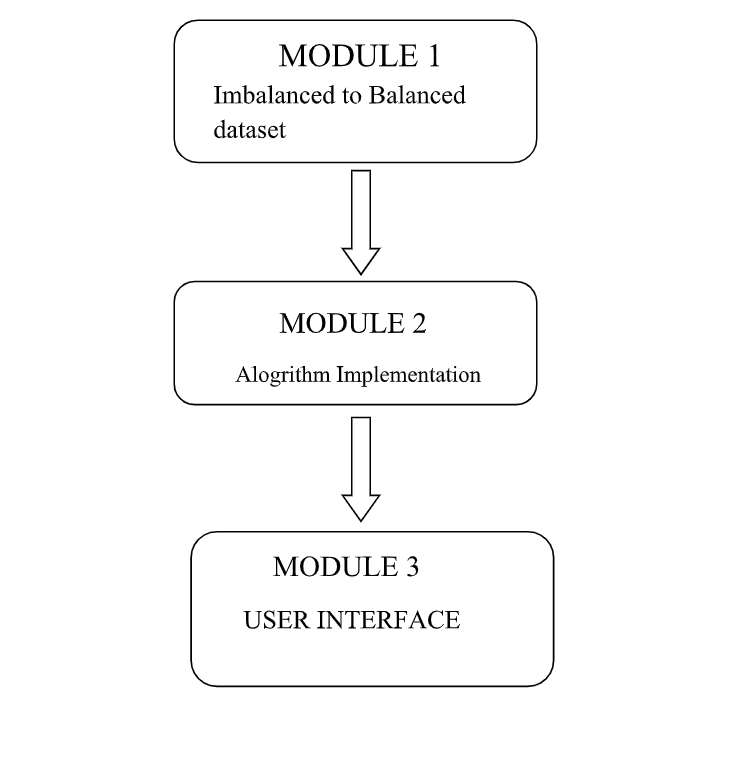 MODULE 1
Imbalanced to Balanced
dataset
MODULE 2
Alogrithm Implementation
MODULE 3
USER INTERFACE